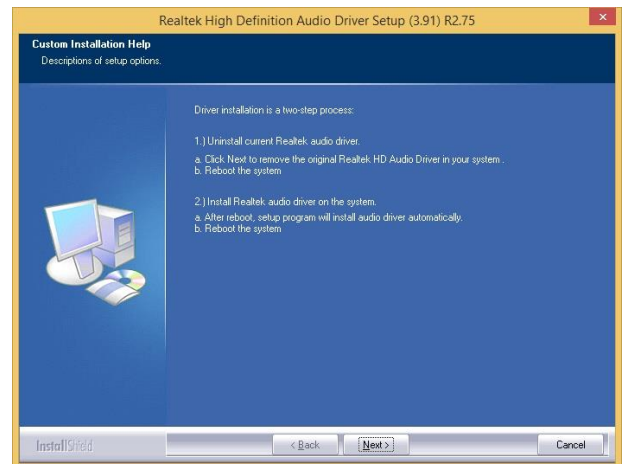 Realtek High Definition Audio Driver Setup (3.91) R2.75
Custom Installation Help
Descriptions of setup options.
Driver installation is a two-step process:
1.) Uninstall current Realtek audio driver.
a. Click Next to remove the original Realtek HD Audio Driver in your system .
b. Reboot the system
2.) Install Realtek audio driver on the system.
a. After reboot, setup program will install audio driver automatically.
b. Reboot the system
InstallShield
< Back
Next >
Cancel